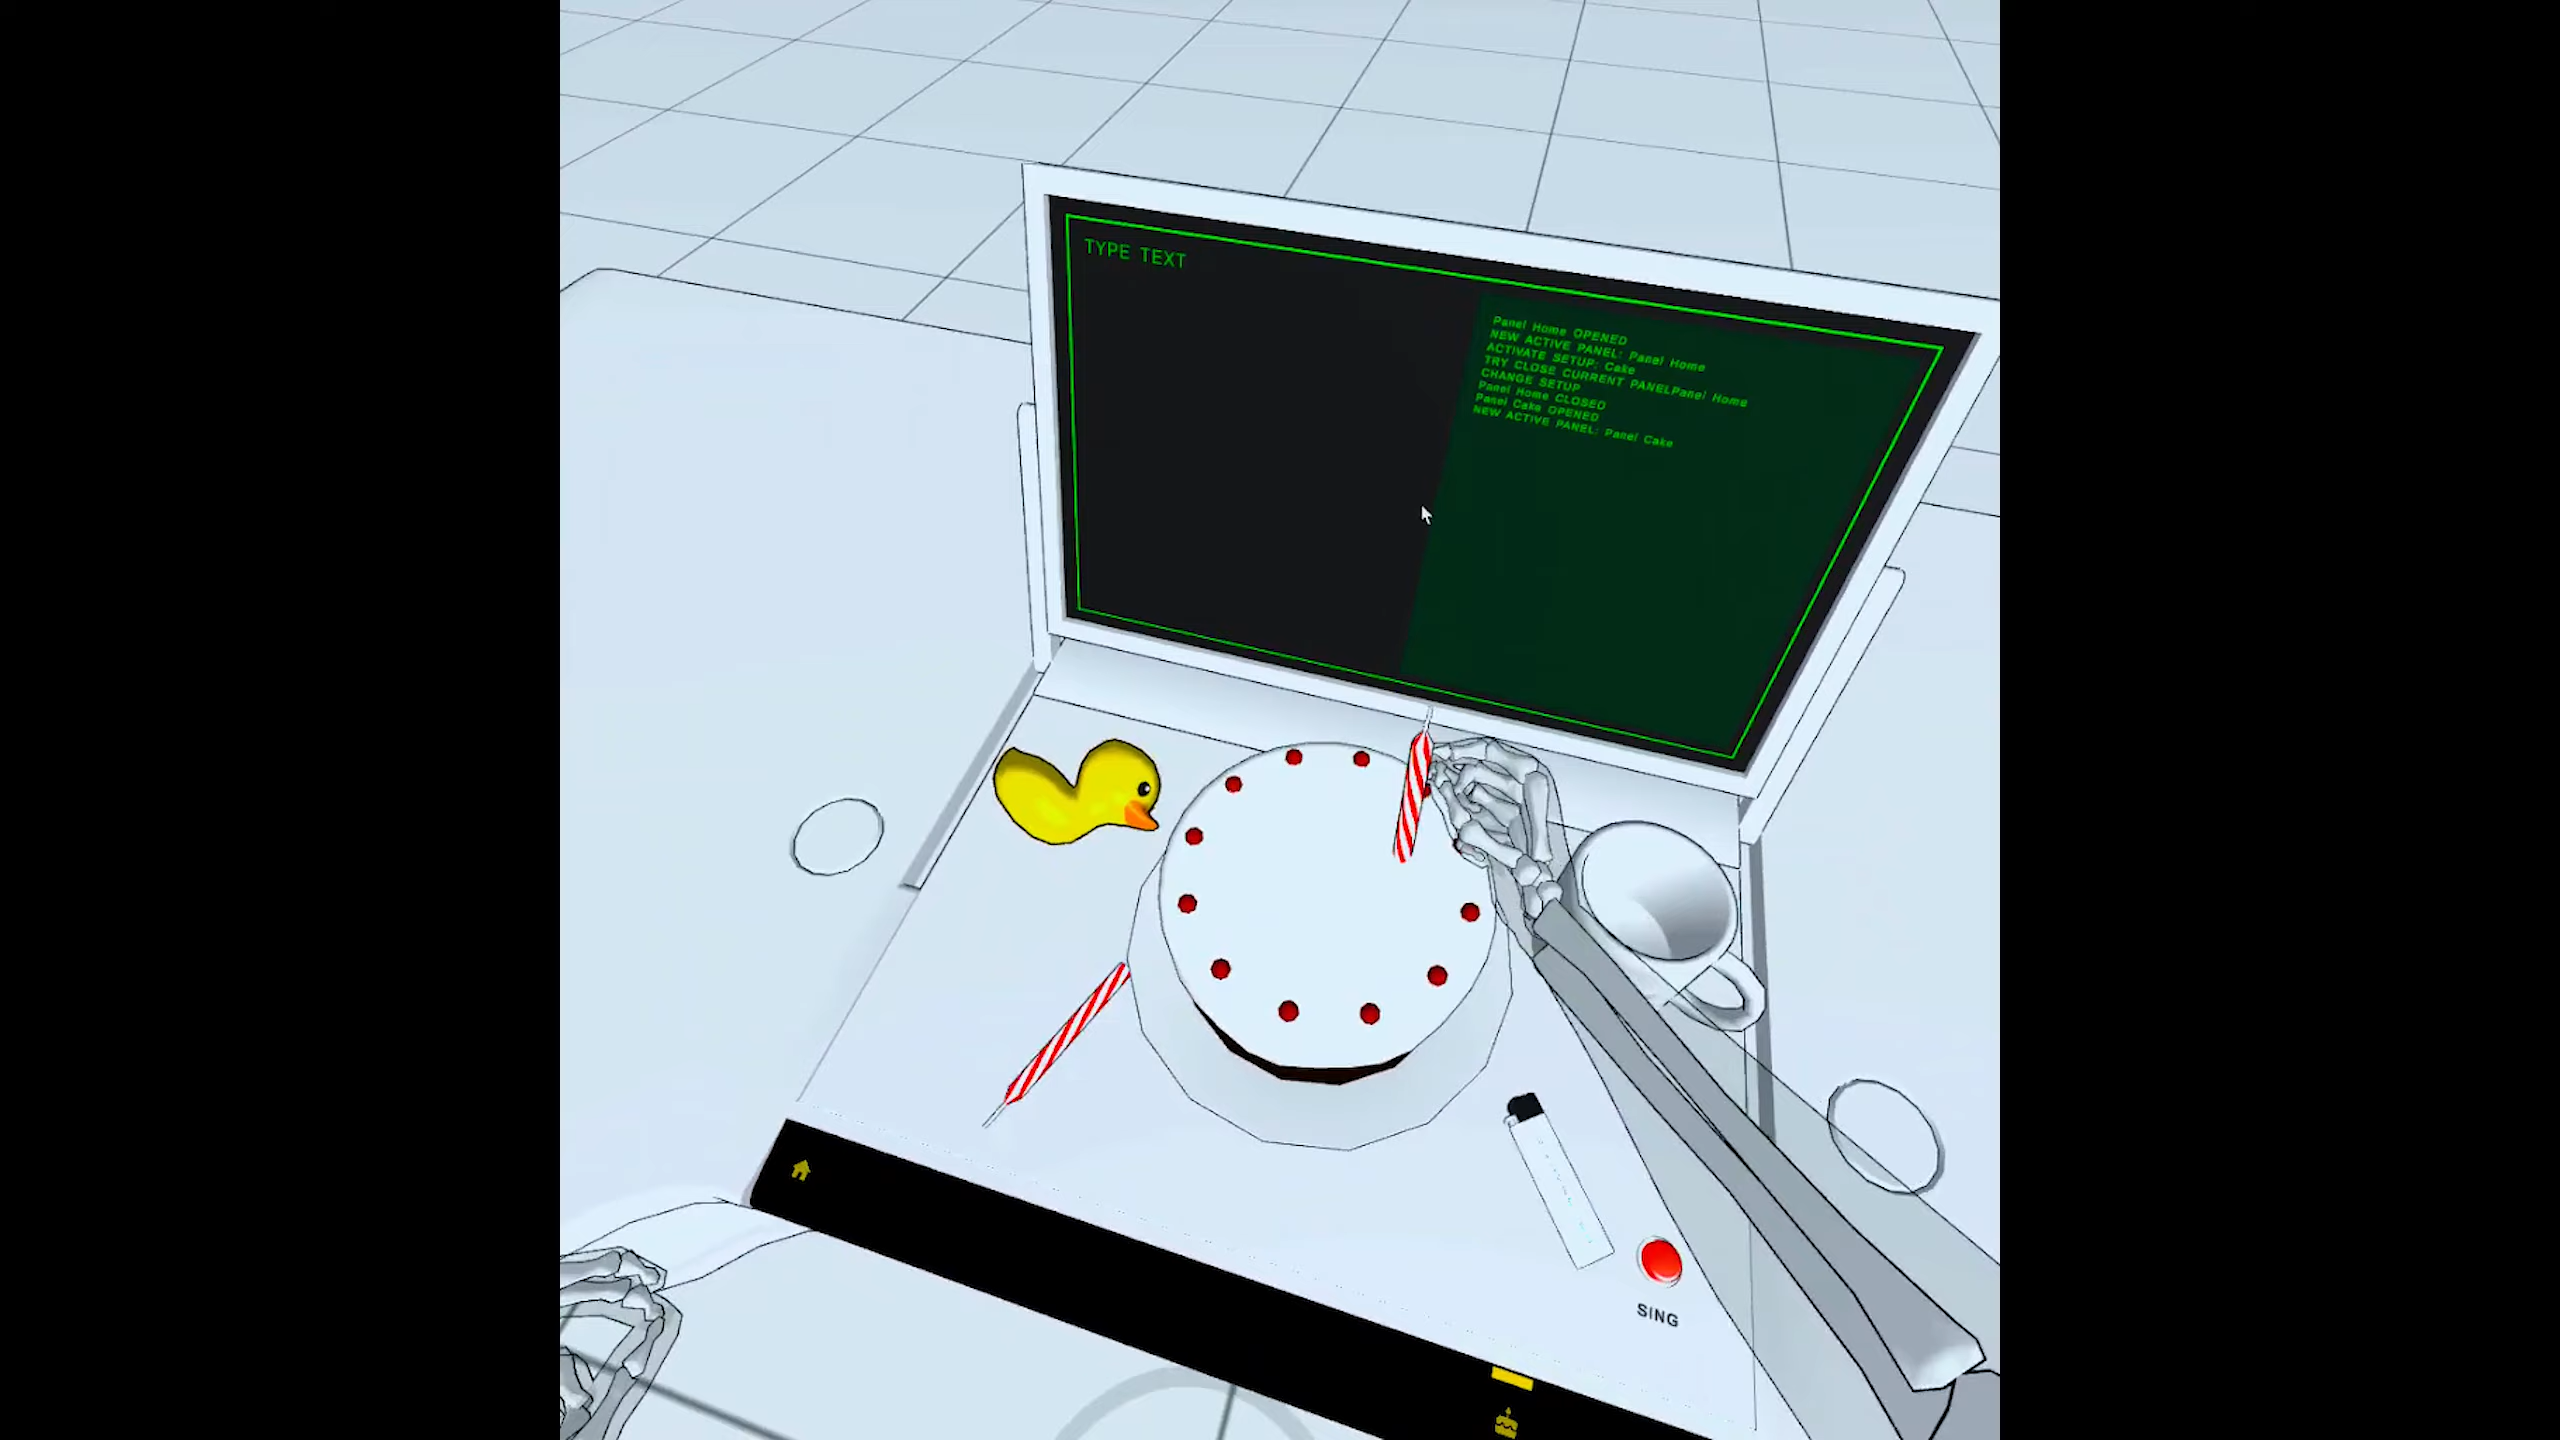 TYPE TEXT
Panel Home OPENED
NEW ACTIVE PANEL: Panel Home
ACTIVATE SETUP: Cake
TRY CLOSE CURRENT PANELPanel Home
CHANGE SETUP
Panel Home CLOSED
Panel Cake OPENED
NEW ACTIVE PANEL: Panel Cake
SING